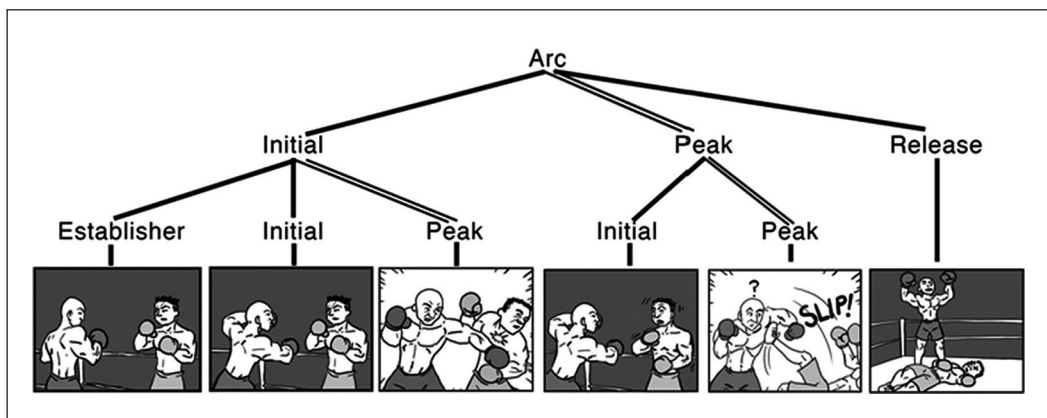 Arc
Initial Peak Release
Establisher Initial Peak Initial Peak
?
SLIP!